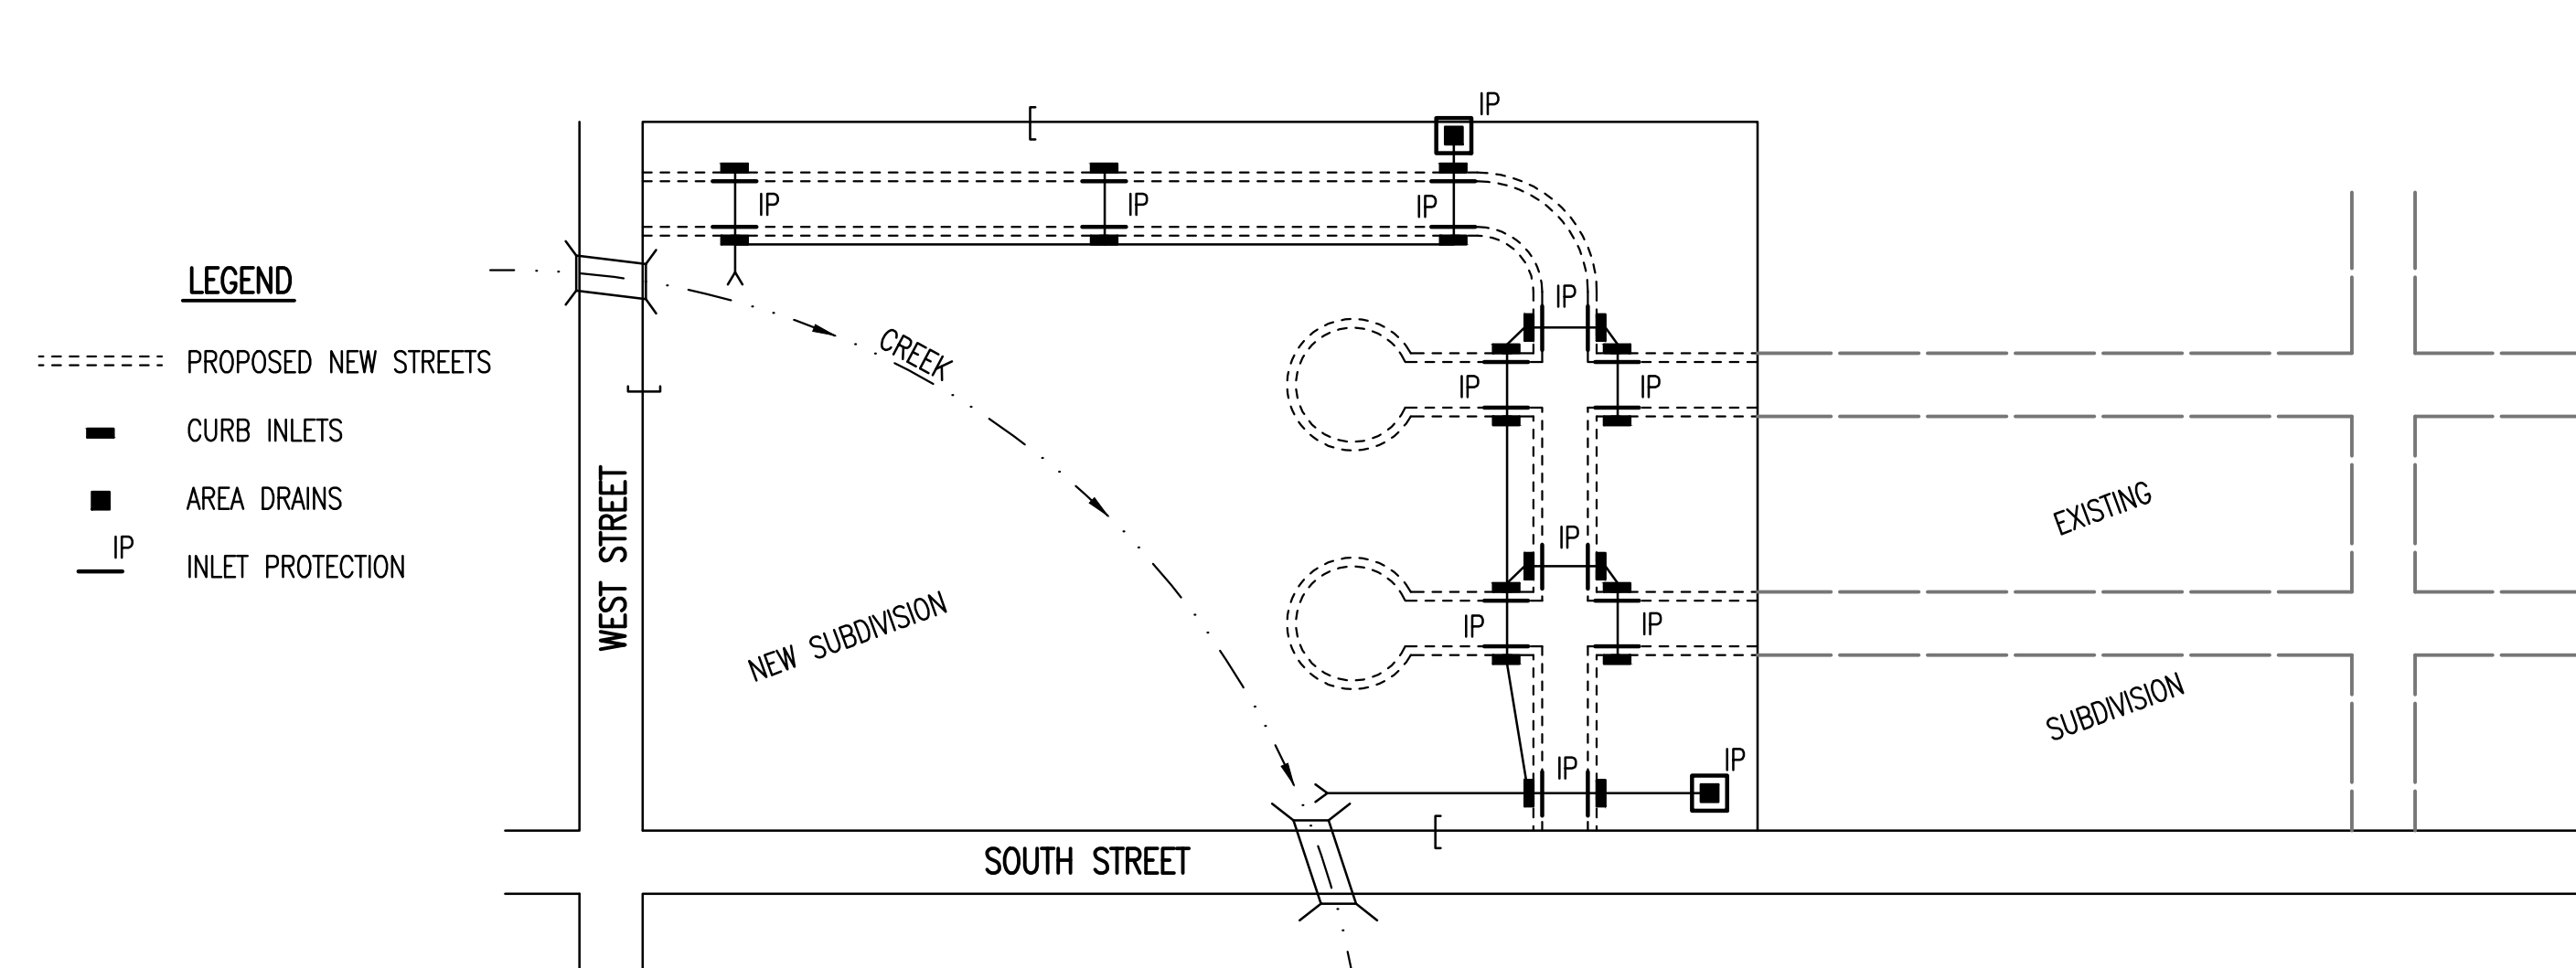 IP
IP
IP
IP
LEGEND
IP
PROPOSED NEW STREETS
CREEK
IP
IP
CURB INLETS
AREA DRAINS
EXISTING
WEST STREET
IP
IP
INLET PROTECTION
NEW SUBDIVISION
IP
IP
SUBDIVISION
IP
IP
SOUTH STREET